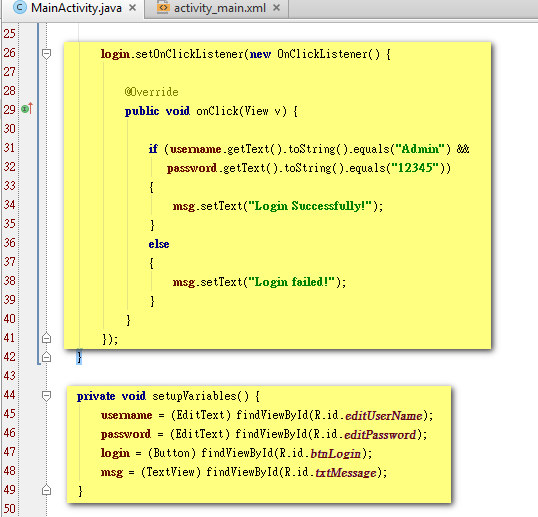 MainActivity.java × activity_main.xml ×
25
26 login.setOnClickListener(new OnClickListener() {
27
28 @Override
29 public void onClick(View v) {
30
31 if (username.getText().toString().equals("Admin") &&
32 password.getText().toString().equals("12345"))
33 {
34 msg.setText("Login Successfully!");
35 }
36 else
37 {
38 msg.setText("Login failed!");
39 }
40 }
41 });
42 }
43
44 private void setupVariables() {
45 username = (EditText) findViewById(R.id.editUserName);
46 password = (EditText) findViewById(R.id.editPassword);
47 login = (Button) findViewById(R.id.btnLogin);
48 msg = (TextView) findViewById(R.id.txtMessage);
49 }
50